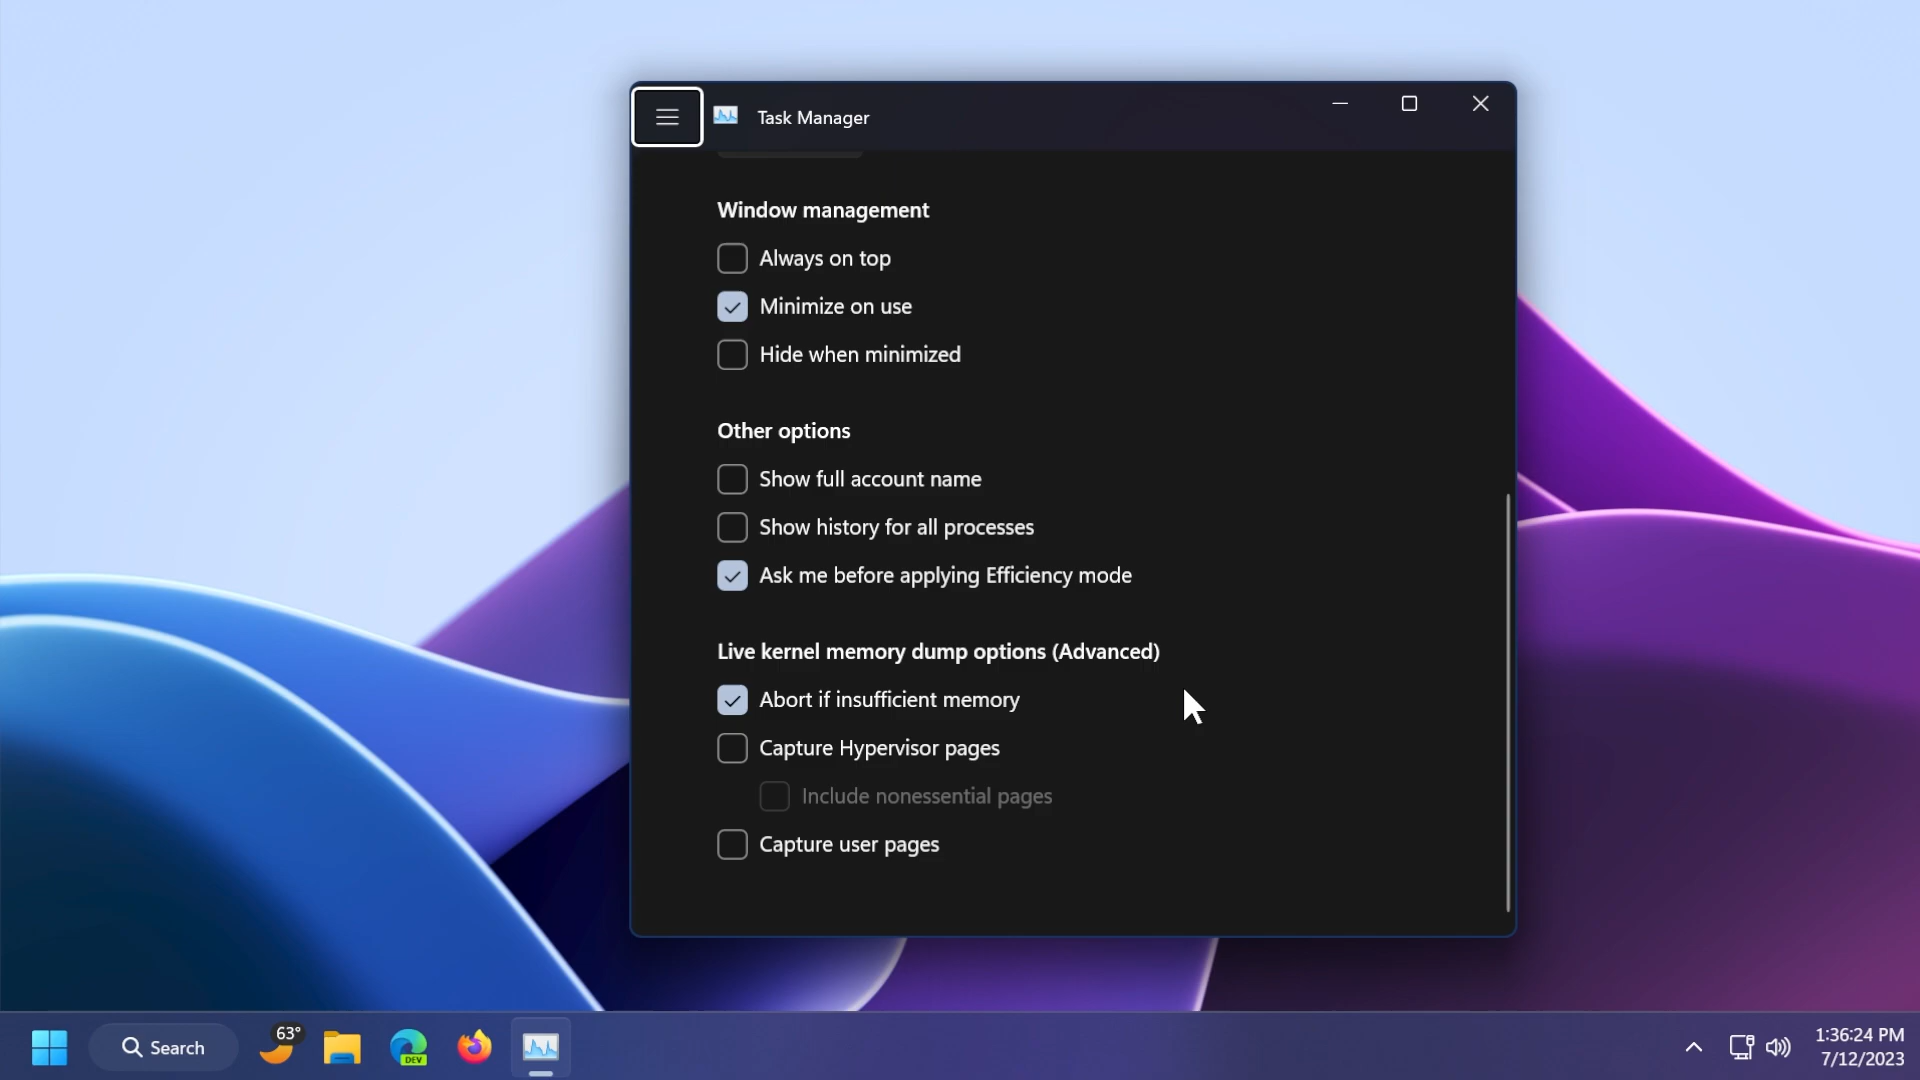 Task Manager
Window management
Always on top
Minimize on use
Hide when minimized
Other options
Show full account name
Show history for all processes
Ask me before applying Efficiency mode
Live kernel memory dump options (Advanced)
Abort if insufficient memory
Capture Hypervisor pages
Include nonessential pages
Capture user pages
63°
Search
DEV
1:36:24 PM
7/12/2023